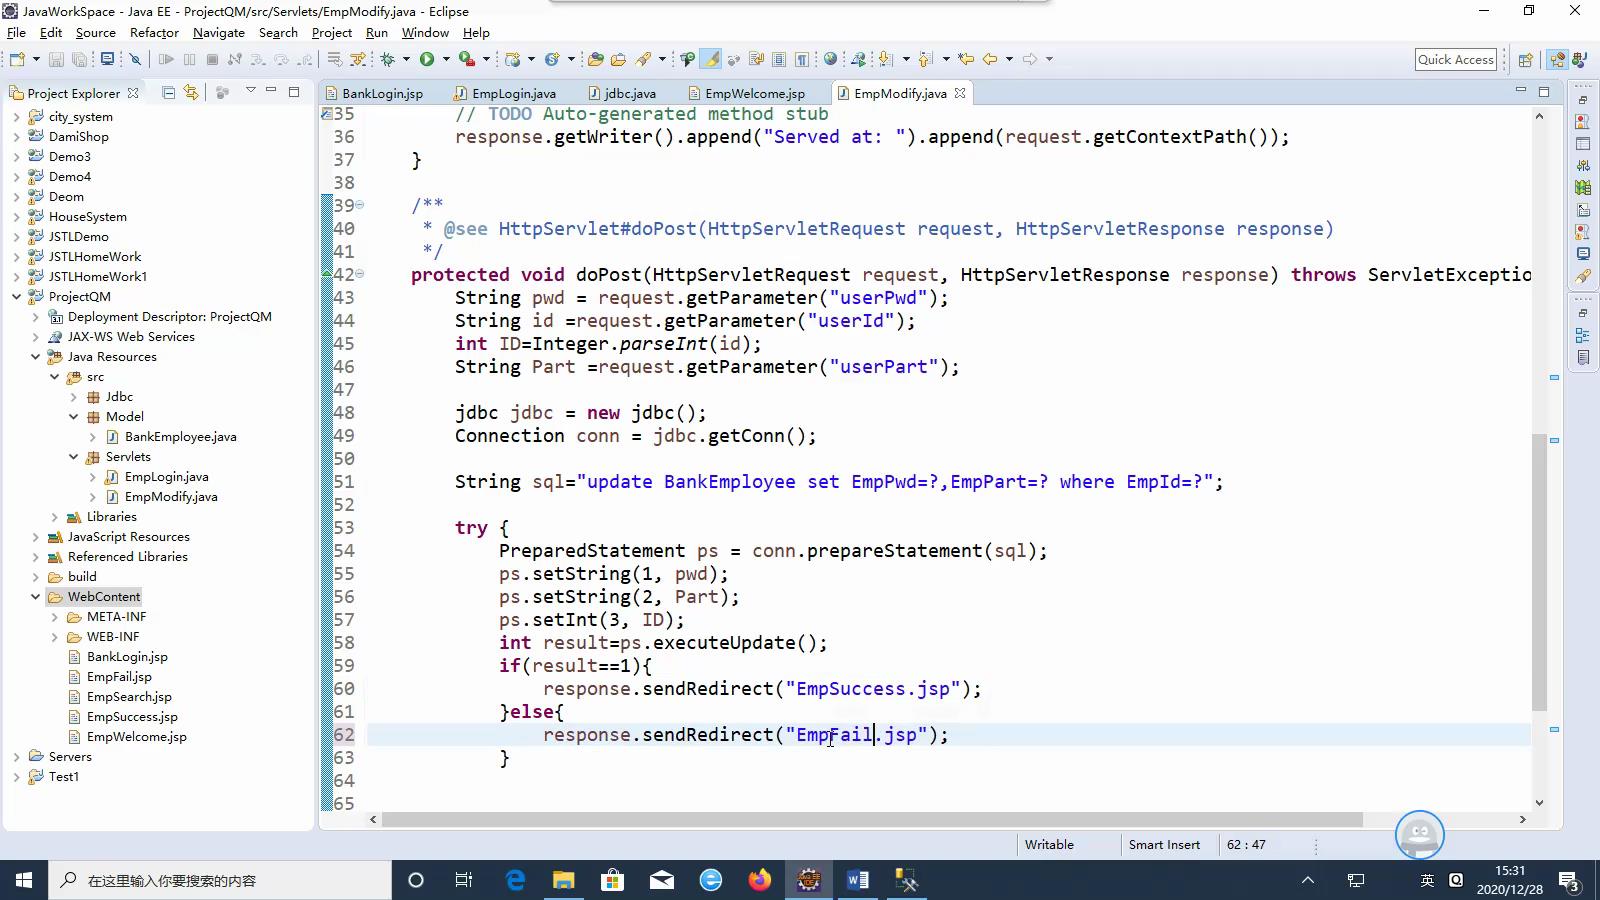 JavaWorkSpace - Java EE - ProjectQM/src/Servlets/EmpModify.java - Eclipse
File Edit Source Refactor Navigate Search Project Run Window Help
Quick Access
Project Explorer
BankLogin.jsp EmpLogin.java jdbc.java EmpWelcome.jsp EmpModify.java
city_system
DamiShop
Demo3
Demo4
Deom
HouseSystem
JSTLDemo
JSTLHomeWork
JSTLHomeWork1
ProjectQM
Deployment Descriptor: ProjectQM
JAX-WS Web Services
Java Resources
src
Jdbc
Model
BankEmployee.java
Servlets
EmpLogin.java
EmpModify.java
Libraries
JavaScript Resources
Referenced Libraries
build
WebContent
META-INF
WEB-INF
BankLogin.jsp
EmpFail.jsp
EmpSearch.jsp
EmpSuccess.jsp
EmpWelcome.jsp
Servers
Test1
35 // TODO Auto-generated method stub
36 response.getWriter().append("Served at: ").append(request.getContextPath());
37 }
38
39 /**
40 * @see HttpServlet#doPost(HttpServletRequest request, HttpServletResponse response)
41 */
42 protected void doPost(HttpServletRequest request, HttpServletResponse response) throws ServletExceptio
43 String pwd = request.getParameter("userPwd");
44 String id =request.getParameter("userId");
45 int ID=Integer.parseInt(id);
46 String Part =request.getParameter("userPart");
47
48 jdbc jdbc = new jdbc();
49 Connection conn = jdbc.getConn();
50
51 String sql="update BankEmployee set EmpPwd=?,EmpPart=? where EmpId=?";
52
53 try {
54 PreparedStatement ps = conn.prepareStatement(sql);
55 ps.setString(1, pwd);
56 ps.setString(2, Part);
57 ps.setInt(3, ID);
58 int result=ps.executeUpdate();
59 if(result==1){
60 response.sendRedirect("EmpSuccess.jsp");
61 }else{
62 response.sendRedirect("EmpFail.jsp");
63 }
64
65
Writable Smart Insert 62 : 47
在这里输入你要搜索的内容
英
15:31
2020/12/28
3